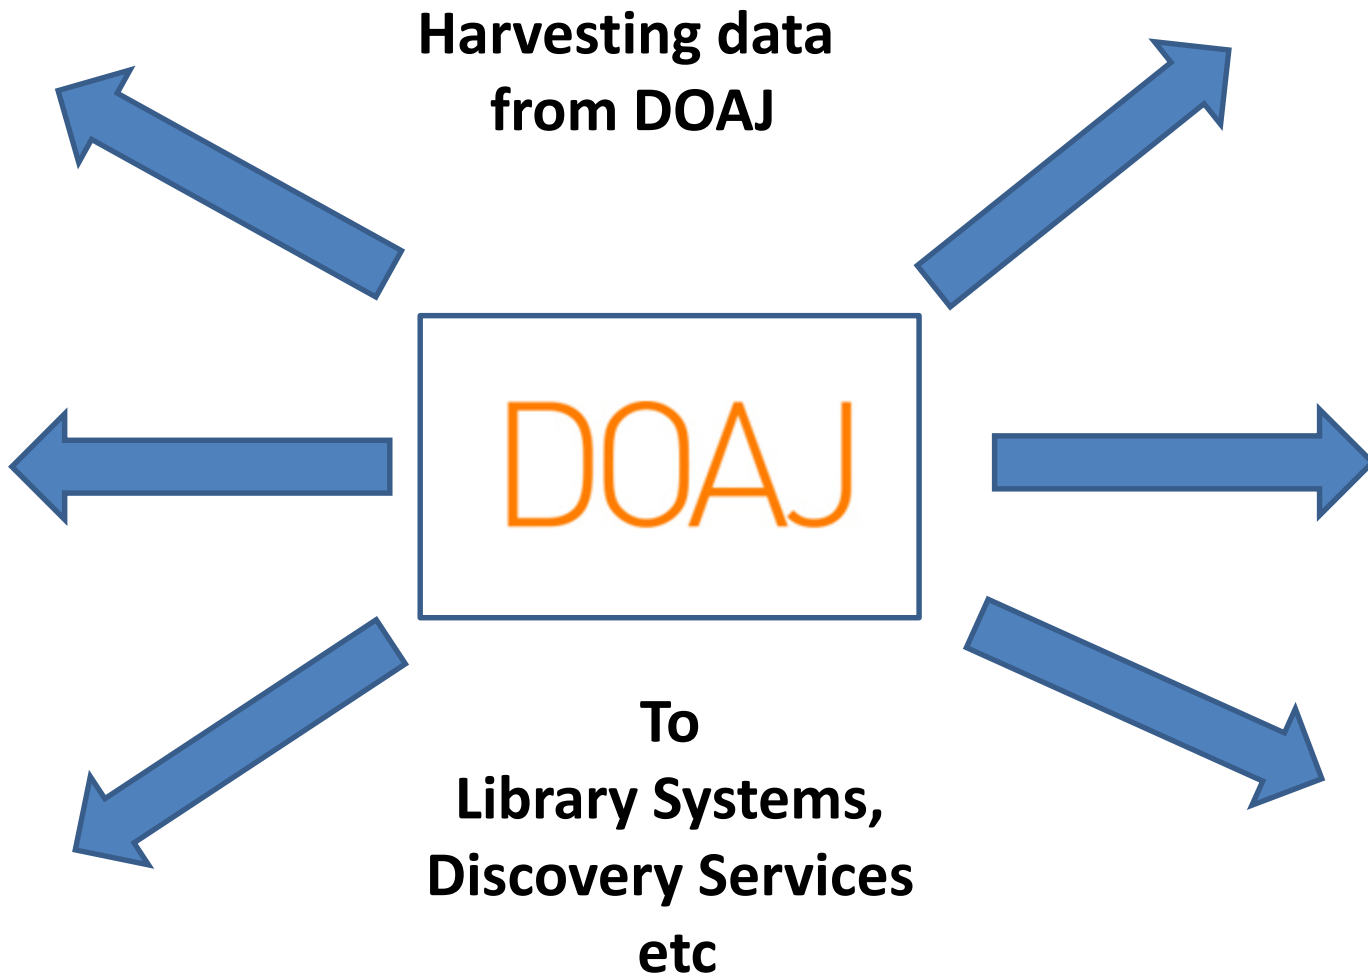 Harvesting data
from DOAJ
DOAJ
To
Library Systems,
Discovery Services
etc